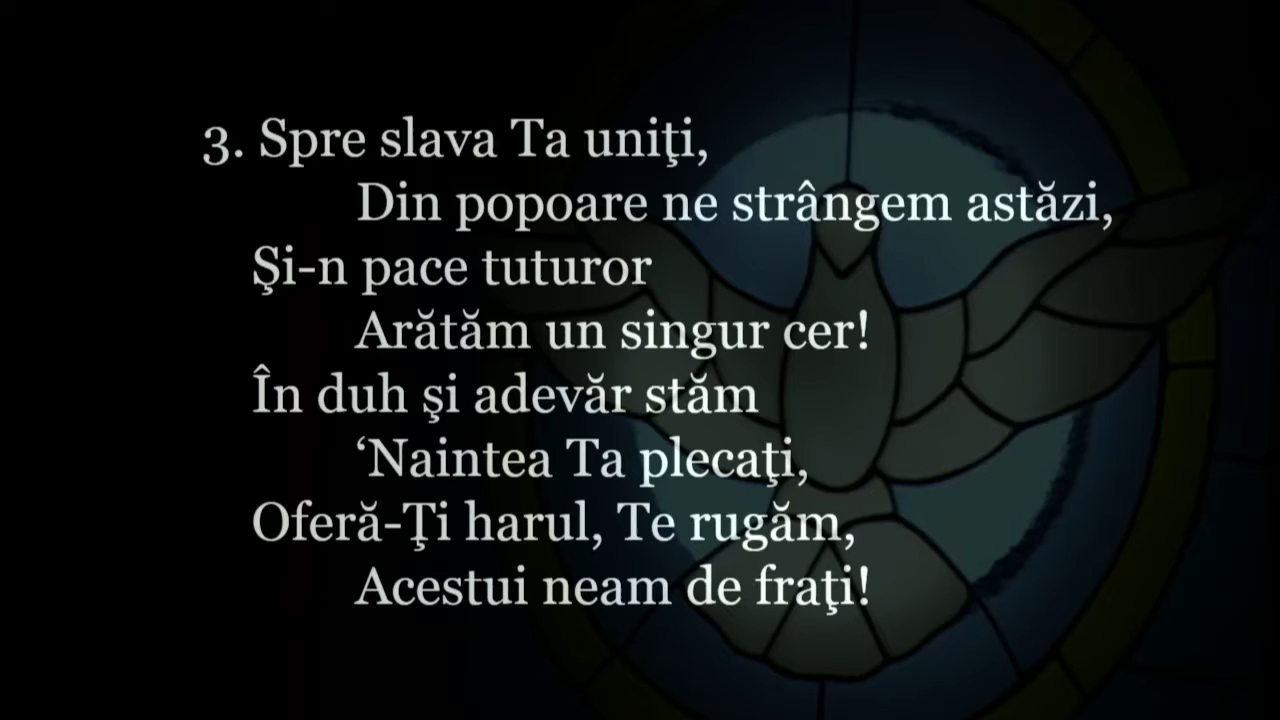 3. Spre slava Ta uniţi,
Din popoare ne strângem astăzi,
Şi-n pace tuturor
Arătăm un singur cer!
În duh şi adevăr stăm
‘Naintea Ta plecaţi,
Oferă-Ţi harul, Te rugăm,
Acestui neam de fraţi!